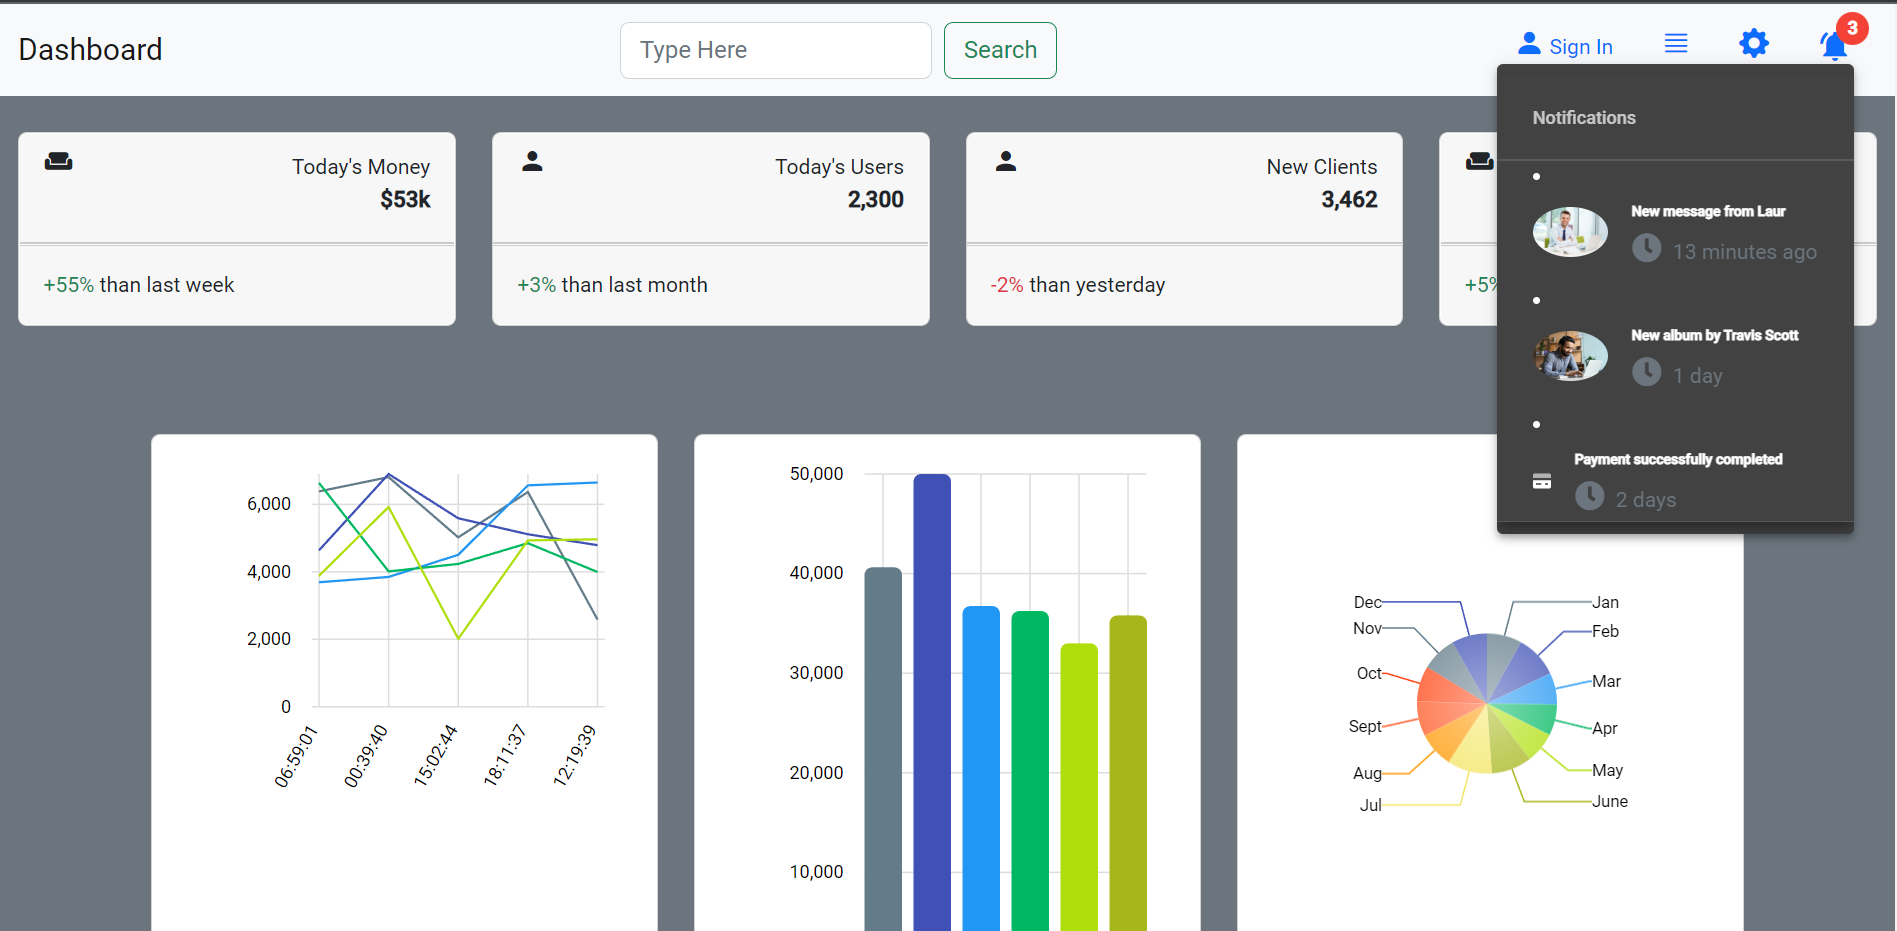 Dashboard
Type Here
Search
Sign In
3
Notifications
New message from Laur
13 minutes ago
New album by Travis Scott
1 day
Payment successfully completed
2 days
Today's Money
$53k
+55% than last week
Today's Users
2,300
+3% than last month
New Clients
3,462
-2% than yesterday
+5%
6,000
4,000
2,000
0
06:59:01
00:39:40
15:02:44
18:11:37
12:19:39
50,000
40,000
30,000
20,000
10,000
Dec
Jan
Nov
Feb
Oct
Mar
Sept
Apr
Aug
May
Jul
June